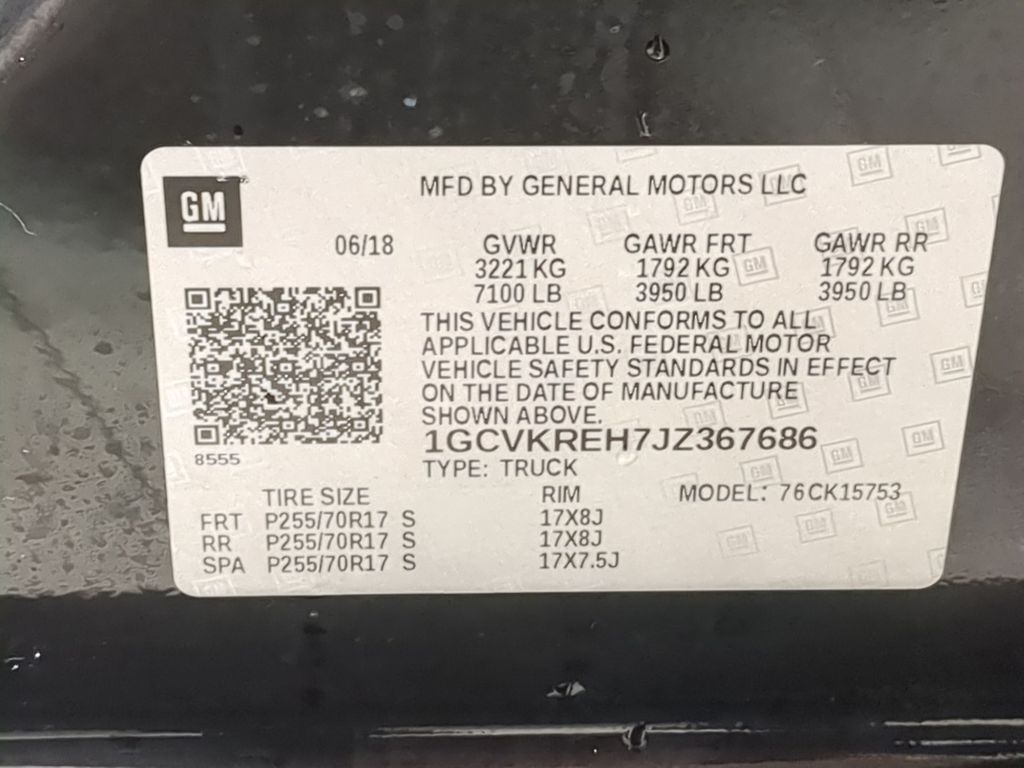 GM
MFD BY GENERAL MOTORS LLC
06/18 GVWR GAWR FRT GAWR RR
3221 KG 1792 KG 1792 KG
7100 LB 3950 LB 3950 LB
THIS VEHICLE CONFORMS TO ALL
APPLICABLE U.S. FEDERAL MOTOR
VEHICLE SAFETY STANDARDS IN EFFECT
ON THE DATE OF MANUFACTURE
SHOWN ABOVE.
1GCVKREH7JZ367686
8555
TYPE: TRUCK
TIRE SIZE RIM MODEL: 76CK15753
FRT P255/70R17 S 17X8J
RR P255/70R17 S 17X8J
SPA P255/70R17 S 17X7.5J